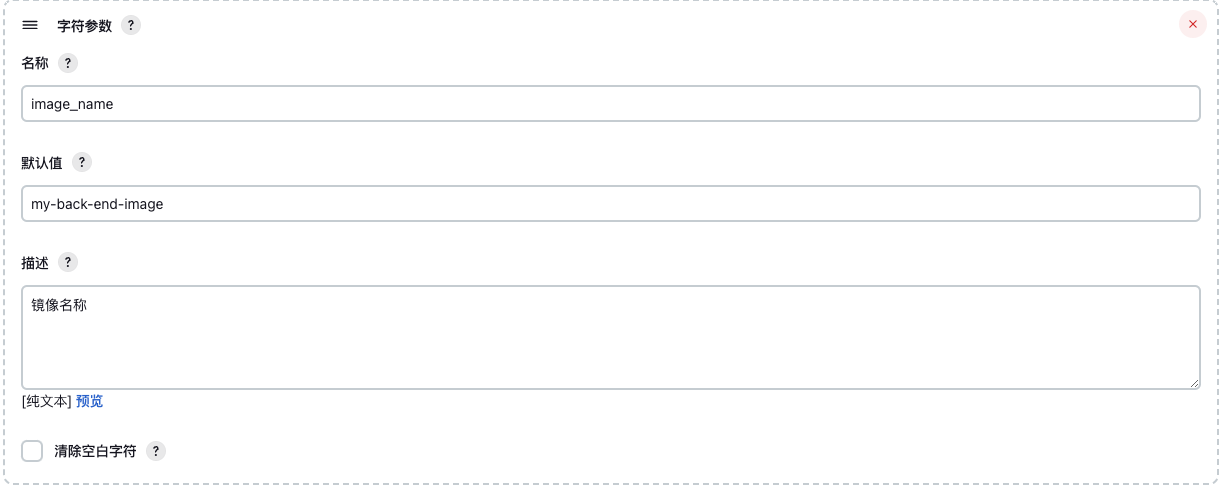 字符参数 ?
名称 ?
image_name
默认值 ?
my-back-end-image
描述 ?
镜像名称
[纯文本] 预览
清除空白字符 ?